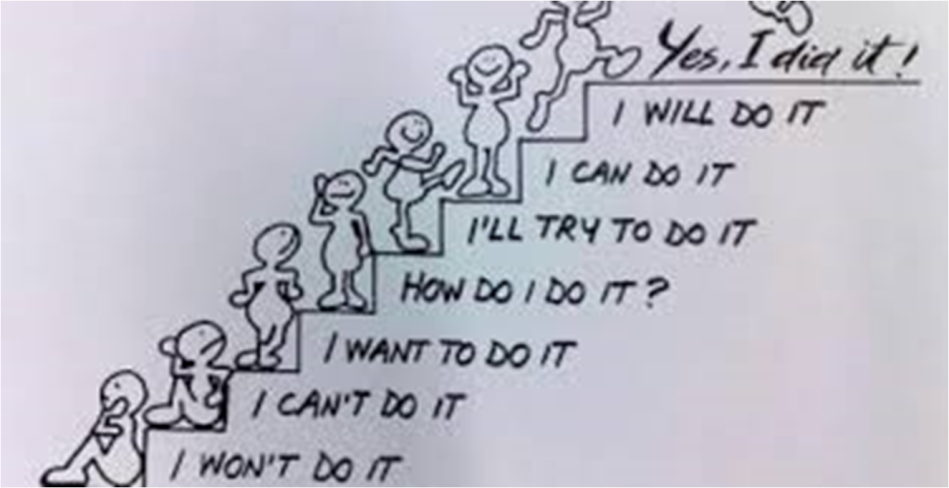 Yes, I did it!
I WILL DO IT
I CAN DO IT
I'LL TRY TO DO IT
HOW DO I DO IT?
I WANT TO DO IT
I CAN'T DO IT
I WON'T DO IT